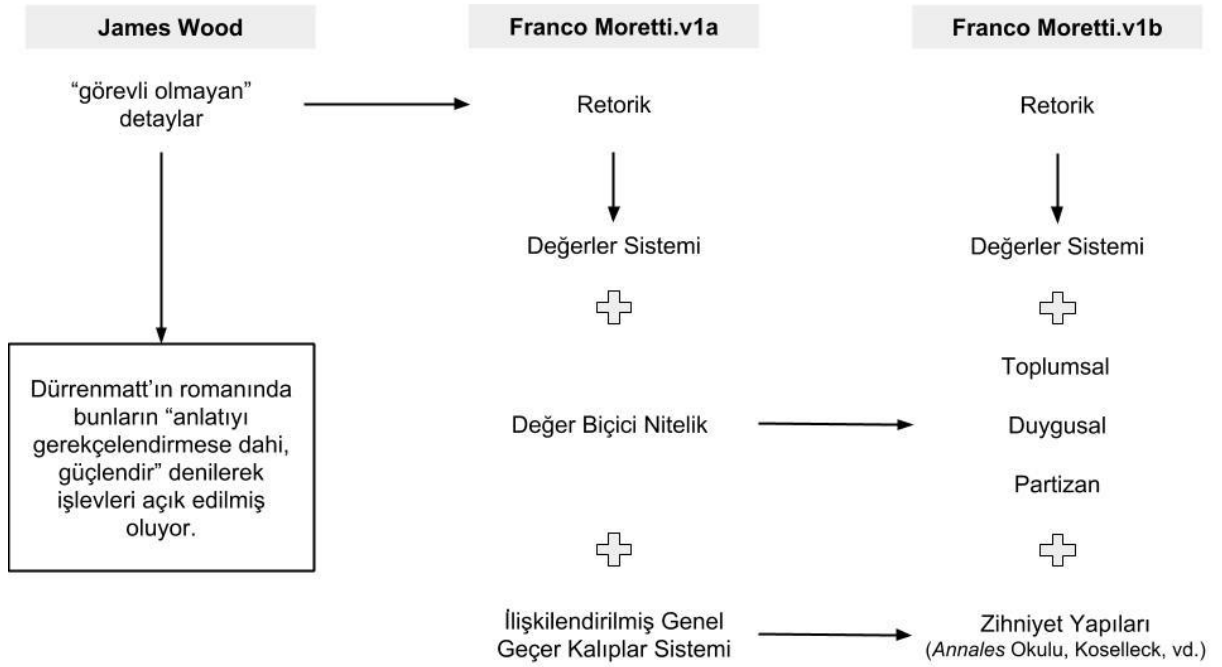 James Wood
"görevli olmayan"
detaylar
Dürrenmatt'ın romanında
bunların "anlatıyı
gerekçelendirmese dahi,
güçlendir" denilerek
işlevleri açık edilmiş
oluyor.
Franco Moretti.v1a
Retorik
Değerler Sistemi
Değer Biçici Nitelik
İlişkilendirilmiş Genel
Geçer Kalıplar Sistemi
Franco Moretti.v1b
Retorik
Değerler Sistemi
Toplumsal
Duygusal
Partizan
Zihniyet Yapıları
(Annales Okulu, Koselleck, vd.)